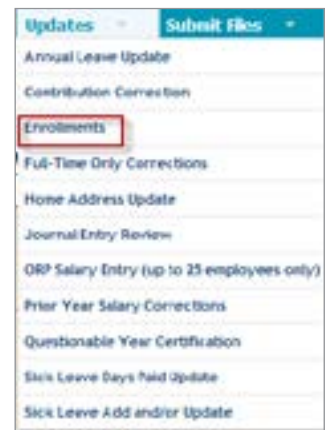 Updates Submit Files
Annual Leave Update
Contribution Correction
Enrollments
Full-Time Only Corrections
Home Address Update
Journal Entry Review
ORP Salary Entry (up to 25 employees only)
Prior Year Salary Corrections
Questionable Year Certification
Sick Leave Days Paid Update
Sick Leave Add and/or Update